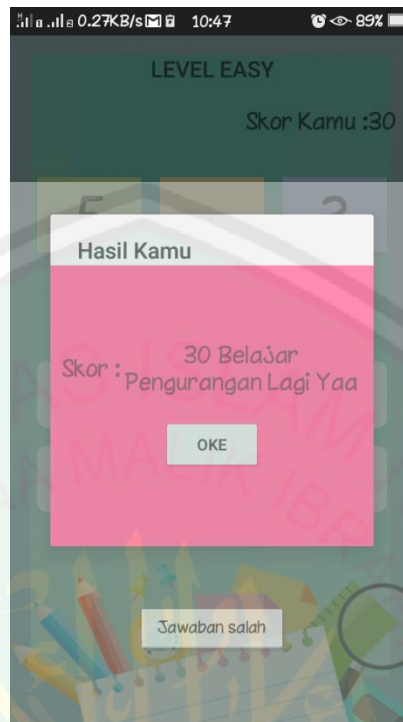 0.27KB/s 10:47 89%
LEVEL EASY
Skor Kamu :30
5 2
Hasil Kamu
Skor : 30 Belajar
Pengurangan Lagi Yaa
OKE
Jawaban salah